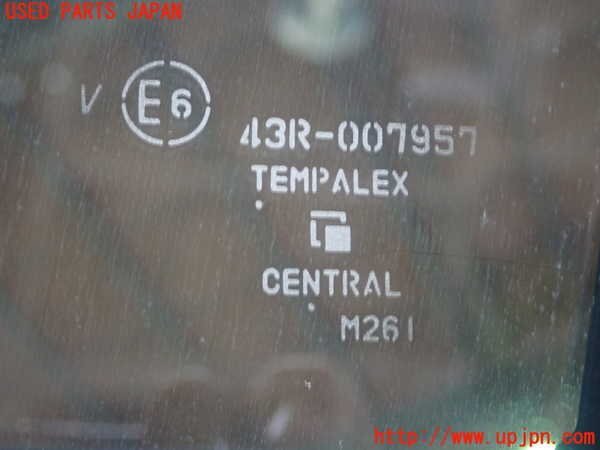 USED PARTS JAPAN
V E6
43R-007957
TEMPALEX
CENTRAL
M261
http://www.upjpn.com/